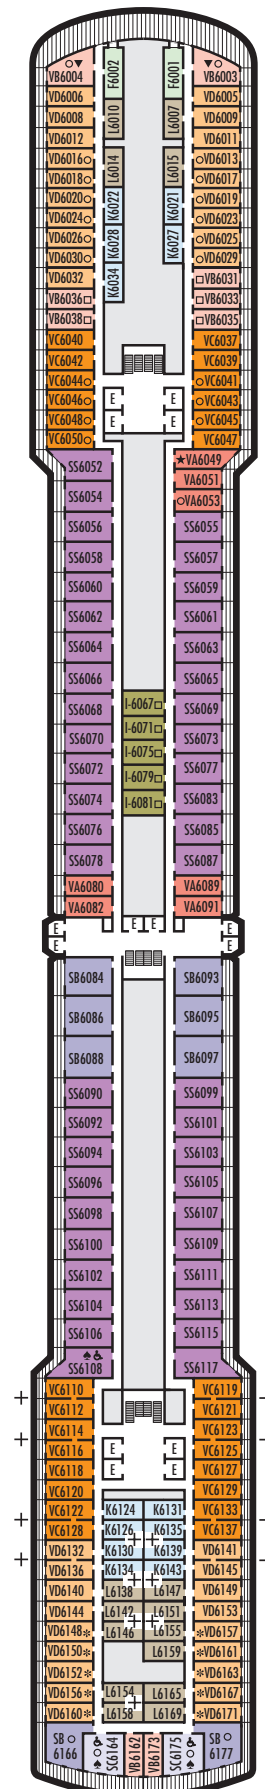 VB6004 F6002 F6001 VB6003
VD6006 VD6005
VD6008 L6010 L6007 VD6009
VD6012 VD6011
VD6016 L6014 L6015 VD6013
VD6018 VD6017
VD6020 K6022 K6021 VD6019
VD6024 VD6023
VD6026 K6028 K6027 VD6025
VD6030 VD6029
VD6032 K6034 VB6031
VB6036 VB6033
VB6038 VB6035
VC6040 VC6037
VC6042 VC6039
VC6044 VC6041
VC6046 E E VC6043
VC6048 E E VC6045
VC6050 VC6047
SS6052 ★VA6049
VA6051
SS6054 VA6053
SS6056 SS6055
SS6058 SS6057
SS6060 SS6059
SS6062 SS6061
SS6064 SS6063
SS6066 SS6065
SS6068 I-6067 SS6069
I-6071
SS6070 SS6073
I-6075
SS6072 I-6079 SS6077
SS6074 I-6081 SS6083
SS6076 SS6085
SS6078 SS6087
VA6080 VA6089
VA6082 VA6091
E E E E
E E
SB6084 SB6093
SB6086 SB6095
SB6088 SB6097
SS6090 SS6099
SS6092 SS6101
SS6094 SS6103
SS6096 SS6105
SS6098 SS6107
SS6100 SS6109
SS6102 SS6111
SS6104 SS6113
SS6106 SS6115
SS6108 SS6117
VC6110 VC6119
VC6112 VC6121
VC6114 VC6123
VC6116 E E VC6125
VC6118 E E VC6127
VC6120 VC6129
VC6122 K6124 K6131 VC6133
VC6128 K6126 K6135 VC6137
VD6132 K6130 K6139 VD6141
VD6136 K6134 K6143 VD6145
VD6140 L6138 L6147 VD6149
VD6144 L6142 L6151 VD6153
VD6148* L6146 L6155 *VD6157
VD6150* L6159 *VD6161
VD6152* *VD6163
VD6156* L6154 L6165 *VD6167
VD6160* L6158 L6169 *VD6171
SB 6166 SC6164 VB6162 VB6173 SC6175 SB 6177